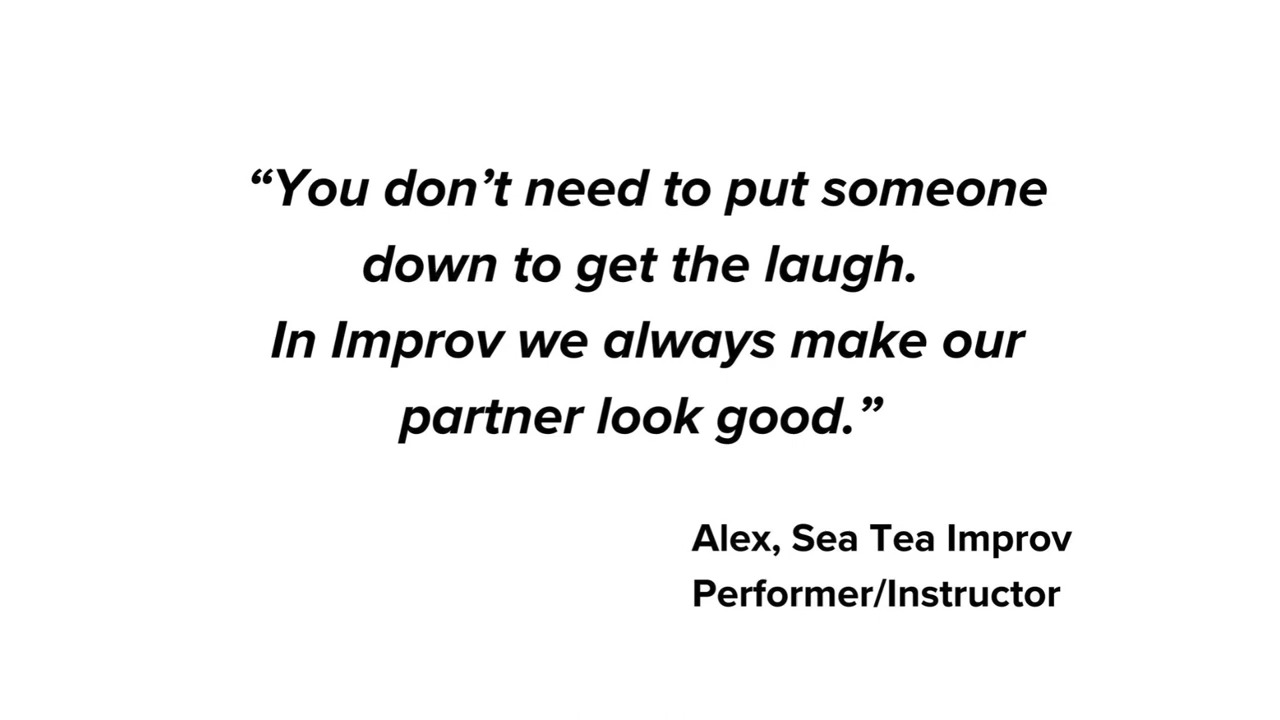 “You don’t need to put someone
down to get the laugh.
In Improv we always make our
partner look good.”
Alex, Sea Tea Improv
Performer/Instructor